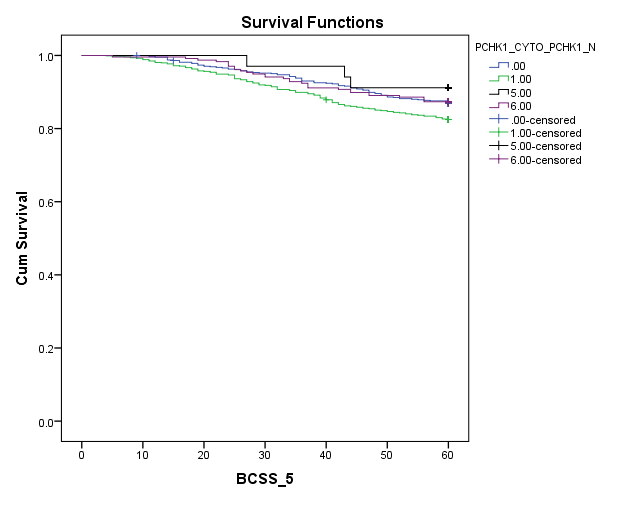 Survival Functions
PCHK1_CYTO_PCHK1_N
.00
1.00
5.00
6.00
.00-censored
1.00-censored
5.00-censored
6.00-censored
Cum Survival
1.0
0.8
0.6
0.4
0.2
0.0
0 10 20 30 40 50 60
BCSS_5